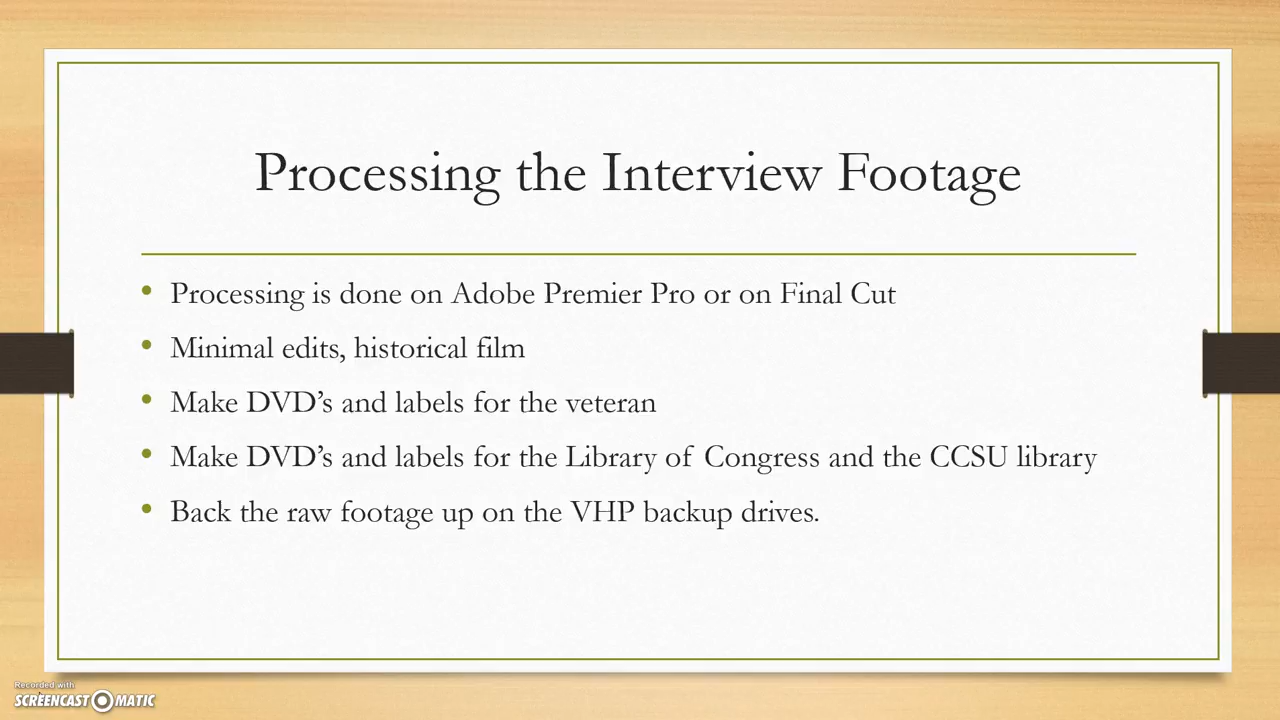 Processing the Interview Footage
• Processing is done on Adobe Premier Pro or on Final Cut
• Minimal edits, historical film
• Make DVD’s and labels for the veteran
• Make DVD’s and labels for the Library of Congress and the CCSU library
• Back the raw footage up on the VHP backup drives.
Recorded with
SCREENCAST MATIC